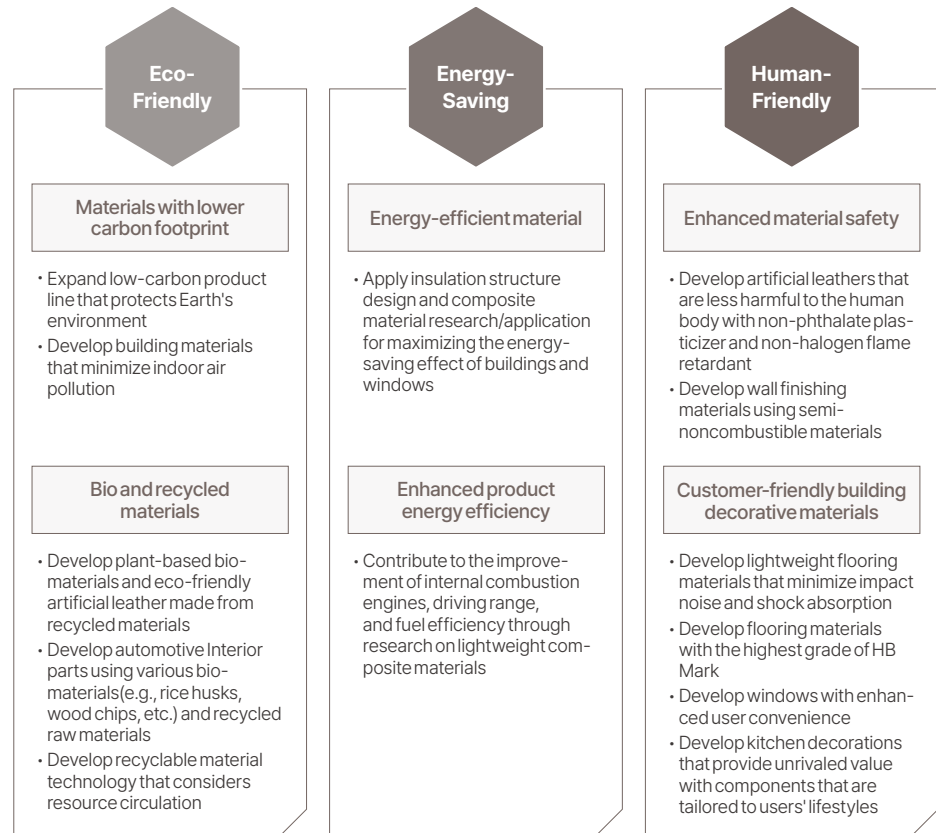 Eco-
Friendly
Materials with lower
carbon footprint
• Expand low-carbon product
line that protects Earth's
environment
• Develop building materials
that minimize indoor air
pollution
Bio and recycled
materials
• Develop plant-based bio-
materials and eco-friendly
artificial leather made from
recycled materials
• Develop automotive Interior
parts using various bio-
materials(e.g., rice husks,
wood chips, etc.) and recycled
raw materials
• Develop recyclable material
technology that considers
resource circulation
Energy-
Saving
Energy-efficient material
• Apply insulation structure
design and composite
material research/application
for maximizing the energy-
saving effect of buildings and
windows
Enhanced product
energy efficiency
• Contribute to the improve-
ment of internal combustion
engines, driving range,
and fuel efficiency through
research on lightweight com-
posite materials
Human-
Friendly
Enhanced material safety
• Develop artificial leathers that
are less harmful to the human
body with non-phthalate plas-
ticizer and non-halogen flame
retardant
• Develop wall finishing
materials using semi-
noncombustible materials
Customer-friendly building
decorative materials
• Develop lightweight flooring
materials that minimize impact
noise and shock absorption
• Develop flooring materials
with the highest grade of HB
Mark
• Develop windows with enhan-
ced user convenience
• Develop kitchen decorations
that provide unrivaled value
with components that are
tailored to users' lifestyles